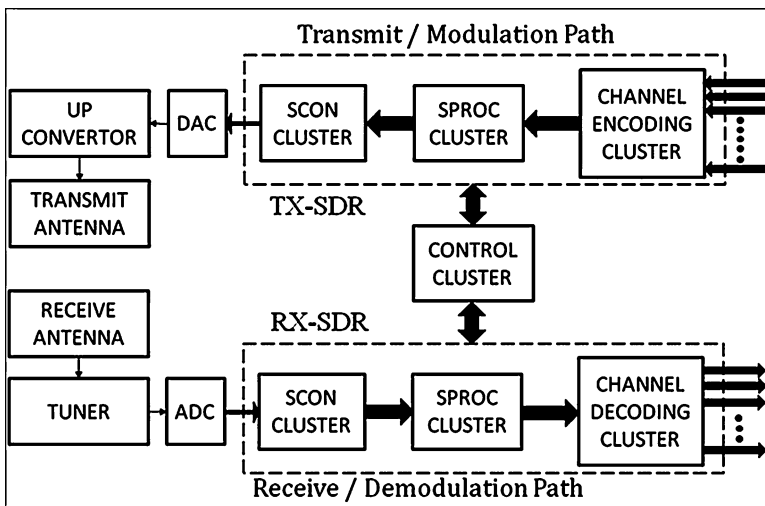 Transmit / Modulation Path
UP
CONVERTOR
DAC
SCON
CLUSTER
SPROC
CLUSTER
CHANNEL
ENCODING
CLUSTER
TRANSMIT
ANTENNA
TX-SDR
CONTROL
CLUSTER
RECEIVE
ANTENNA
RX-SDR
TUNER
ADC
SCON
CLUSTER
SPROC
CLUSTER
CHANNEL
DECODING
CLUSTER
Receive / Demodulation Path